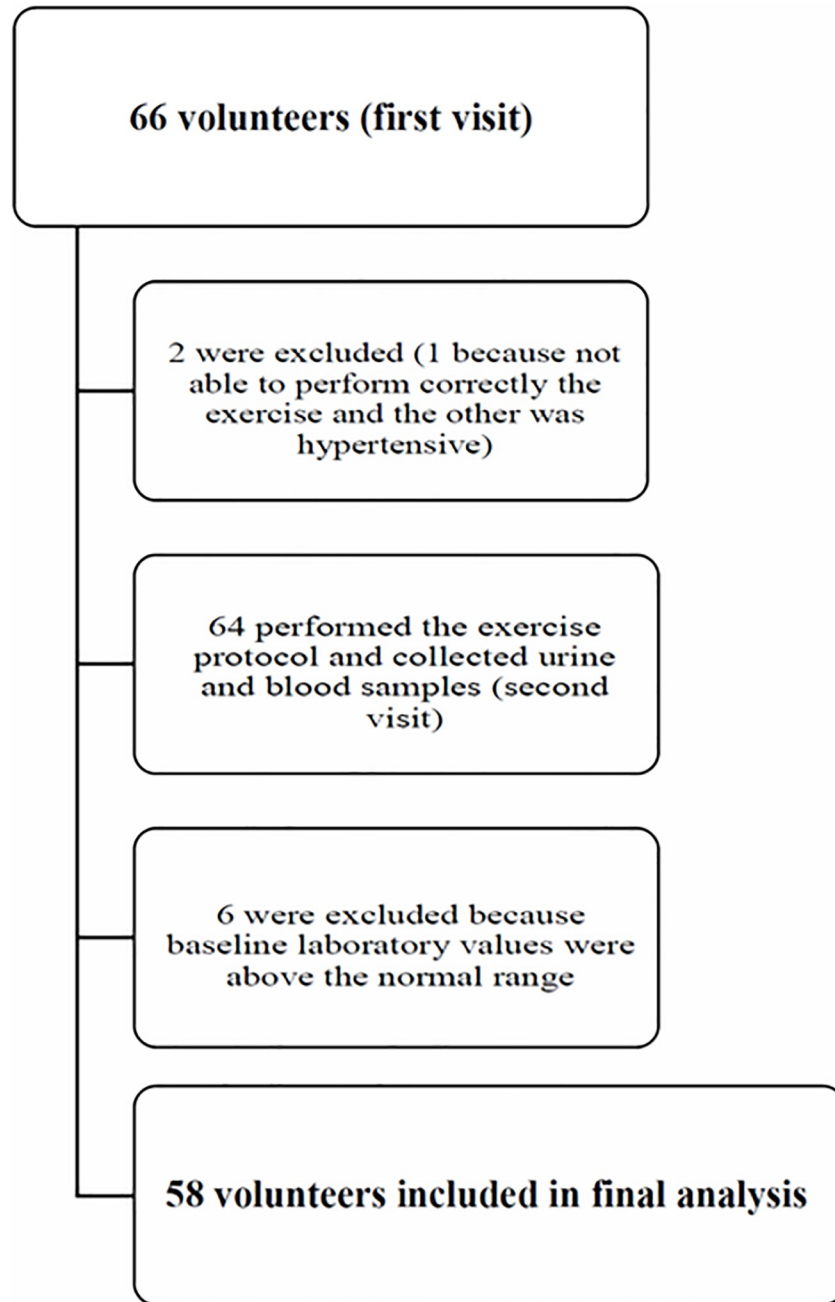 66 volunteers (first visit)
2 were excluded (1 because not
able to perform correctly the
exercise and the other was
hypertensive)
64 performed the exercise
protocol and collected urine
and blood samples (second
visit)
6 were excluded because
baseline laboratory values were
above the normal range
58 volunteers included in final analysis